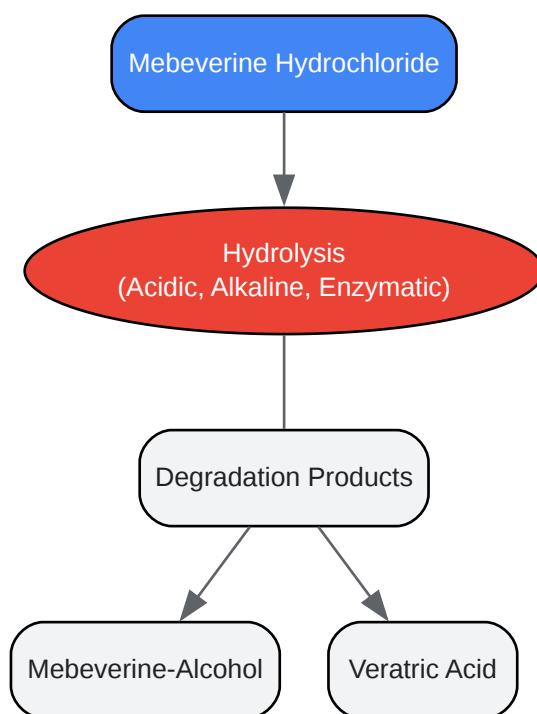 Mebeverine Hydrochloride
Hydrolysis
(Acidic, Alkaline, Enzymatic)
Degradation Products
Mebeverine-Alcohol
Veratric Acid